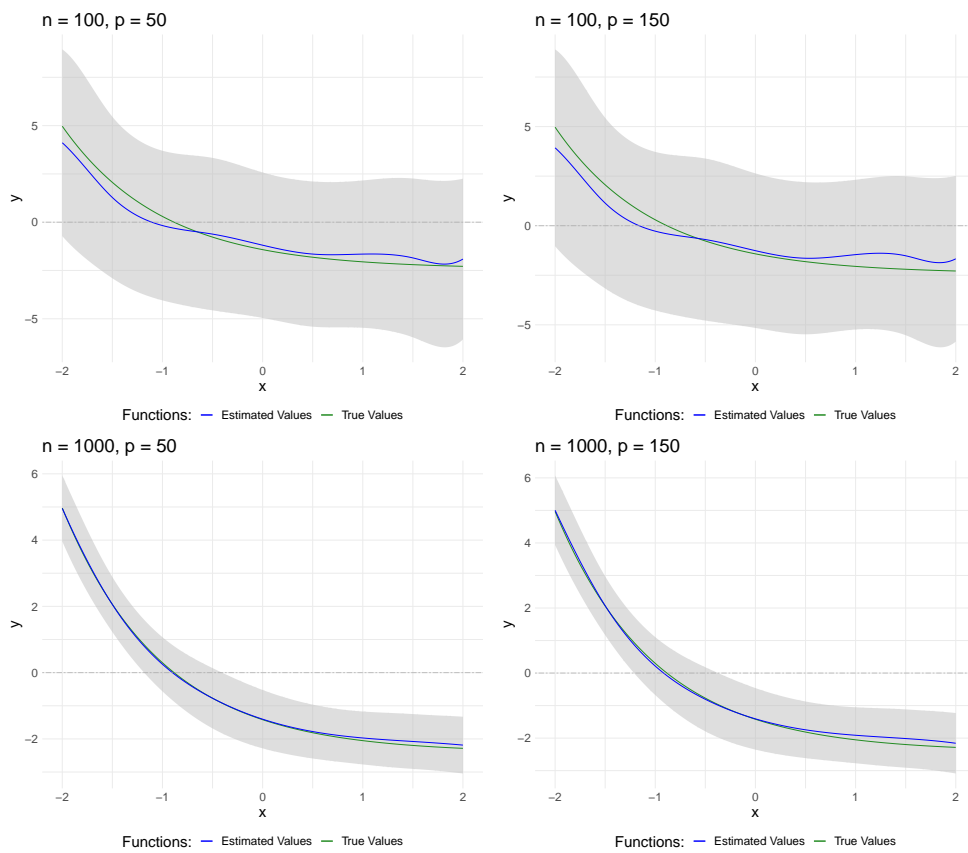 n = 100, p = 50
n = 100, p = 150
5
0
−5
y
−2
−1
0
1
2
x
Functions: Estimated Values True Values
5
0
−5
y
−2
−1
0
1
2
x
Functions: Estimated Values True Values
n = 1000, p = 50
n = 1000, p = 150
6
4
2
0
−2
y
−2
−1
0
1
2
x
Functions: Estimated Values True Values
6
4
2
0
−2
y
−2
−1
0
1
2
x
Functions: Estimated Values True Values